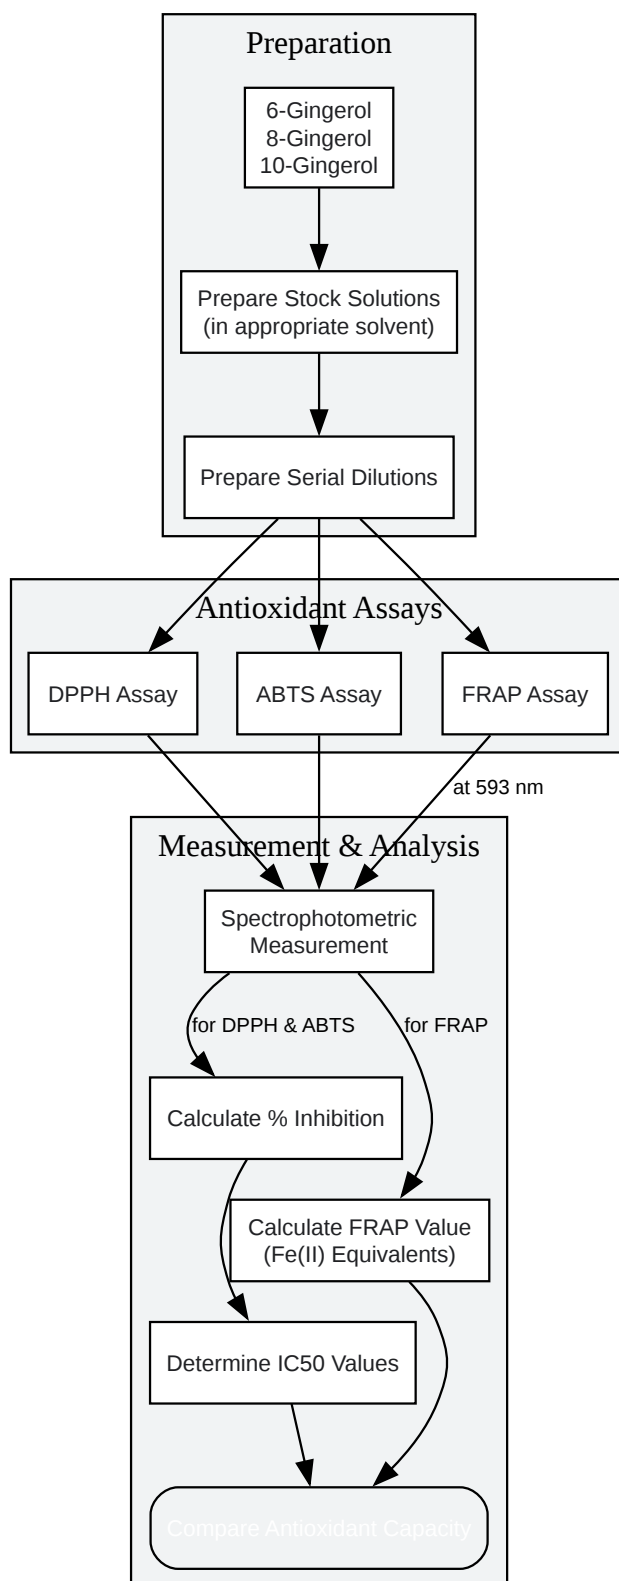 Preparation
6-Gingerol
8-Gingerol
10-Gingerol
Prepare Stock Solutions
(in appropriate solvent)
Prepare Serial Dilutions
Antioxidant Assays
DPPH Assay
ABTS Assay
FRAP Assay
at 593 nm
Measurement & Analysis
Spectrophotometric
Measurement
for DPPH & ABTS
for FRAP
Calculate % Inhibition
Calculate FRAP Value
(Fe(II) Equivalents)
Determine IC50 Values
Compare Antioxidant Capacity